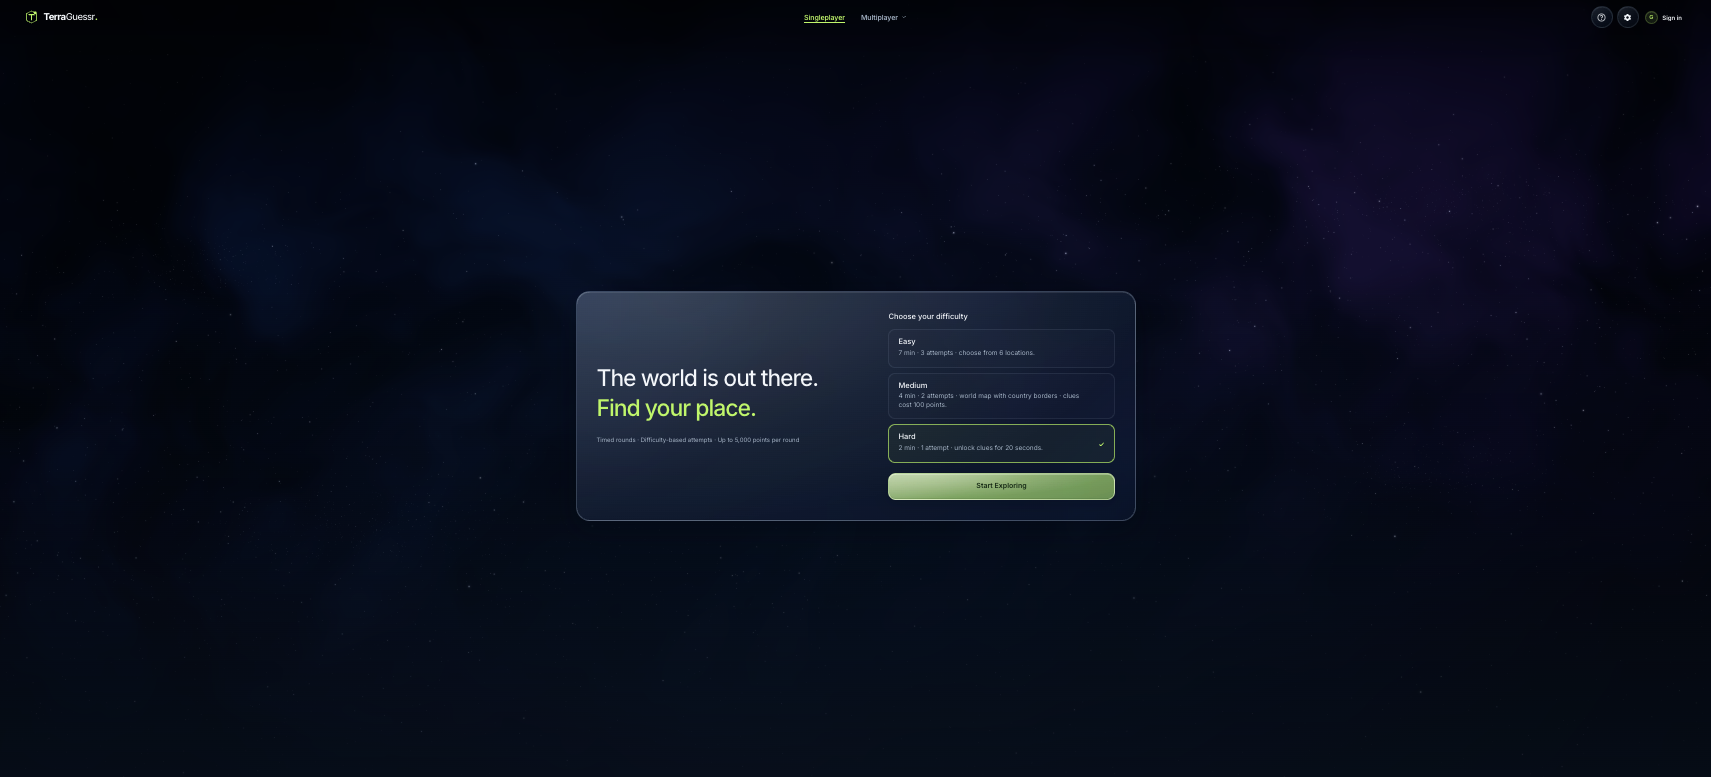 TerraGuessr.
Singleplayer
Multiplayer
G
Sign in
The world is out there.
Find your place.
Timed rounds · Difficulty-based attempts · Up to 5,000 points per round
Choose your difficulty
Easy
7 min · 3 attempts · choose from 6 locations.
Medium
4 min · 2 attempts · world map with country borders · clues
cost 100 points.
Hard
2 min · 1 attempt · unlock clues for 20 seconds.
Start Exploring